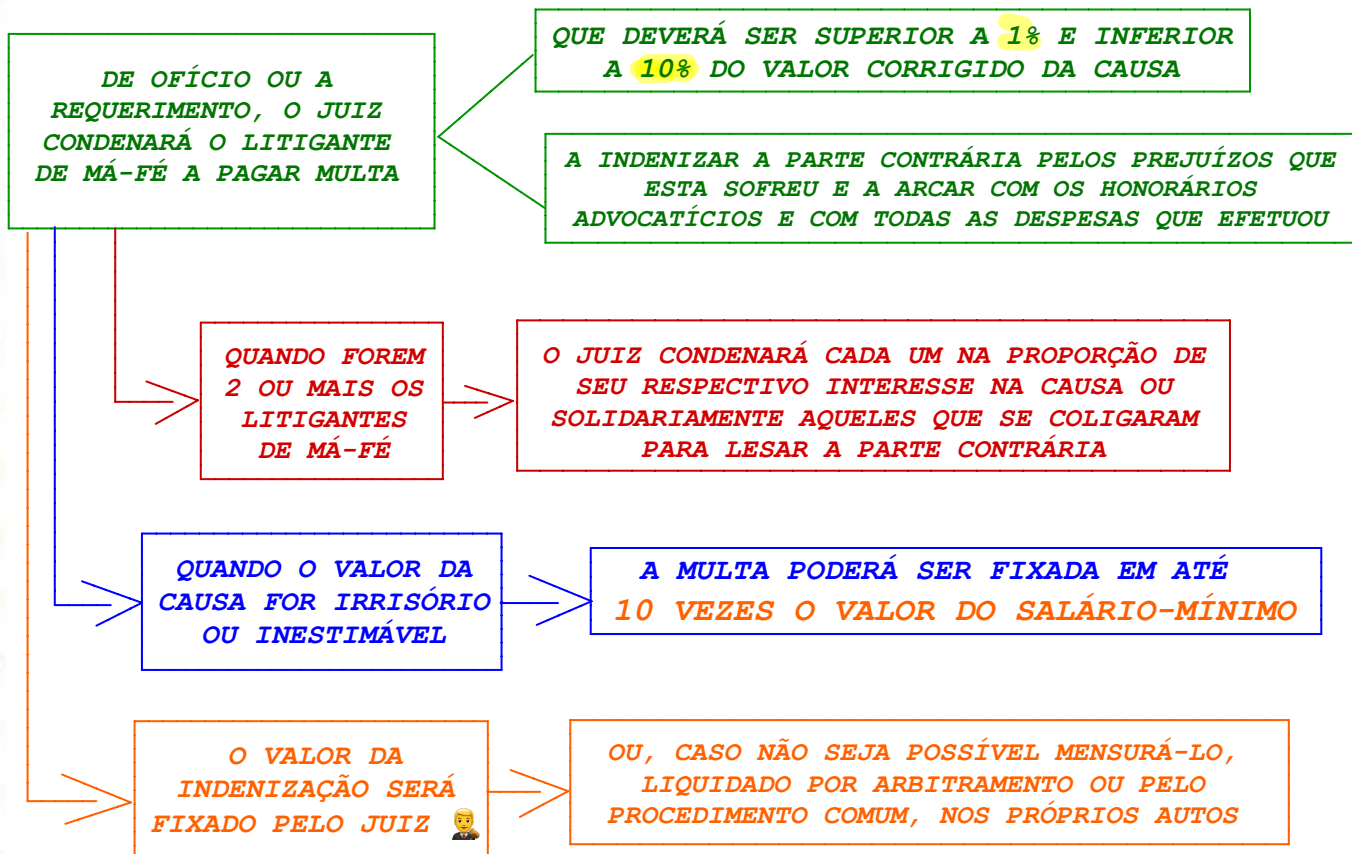 DE OFÍCIO OU A
REQUERIMENTO, O JUIZ
CONDENARÁ O LITIGANTE
DE MÁ-FÉ A PAGAR MULTA
QUE DEVERÁ SER SUPERIOR A 1% E INFERIOR
A 10% DO VALOR CORRIGIDO DA CAUSA
A INDENIZAR A PARTE CONTRÁRIA PELOS PREJUÍZOS QUE
ESTA SOFREU E A ARCAR COM OS HONORÁRIOS
ADVOCATÍCIOS E COM TODAS AS DESPESAS QUE EFETUOU
QUANDO FOREM
2 OU MAIS OS
LITIGANTES
DE MÁ-FÉ
O JUIZ CONDENARÁ CADA UM NA PROPORÇÃO DE
SEU RESPECTIVO INTERESSE NA CAUSA OU
SOLIDARIAMENTE AQUELES QUE SE COLIGARAM
PARA LESAR A PARTE CONTRÁRIA
QUANDO O VALOR DA
CAUSA FOR IRRISÓRIO
OU INESTIMÁVEL
A MULTA PODERÁ SER FIXADA EM ATÉ
10 VEZES O VALOR DO SALÁRIO-MÍNIMO
O VALOR DA
INDENIZAÇÃO SERÁ
FIXADO PELO JUIZ
OU, CASO NÃO SEJA POSSÍVEL MENSURÁ-LO,
LIQUIDADO POR ARBITRAMENTO OU PELO
PROCEDIMENTO COMUM, NOS PRÓPRIOS AUTOS